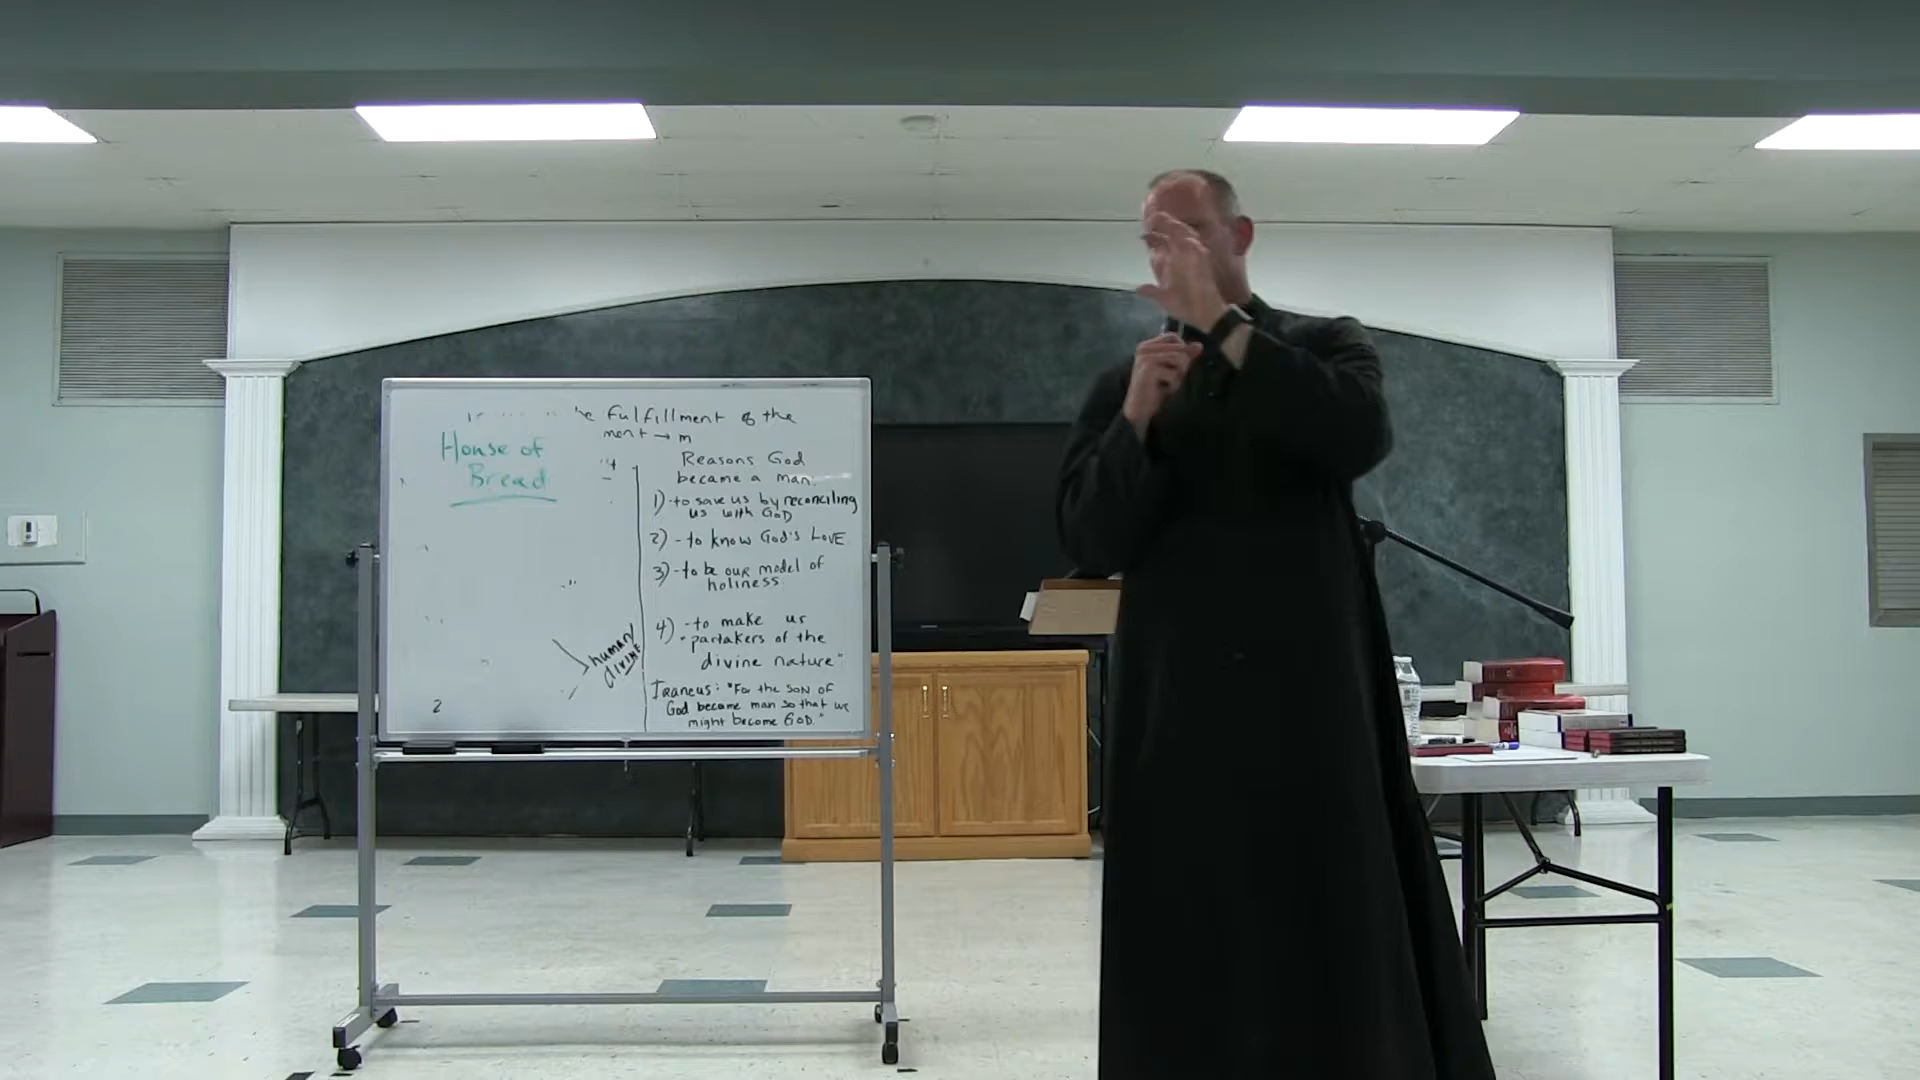 he fulfillment of the
ment → m
House of
Bread
Reasons God
became a man:
1) -to save us by reconciling
us with GOD
2) - to know God's LOVE
3) -to be our model of
holiness.
4) -to make us
"partakers of the
divine nature"
human/
divine
Iraneus: "For the SON of
God became man so that we
might become GOD."
2